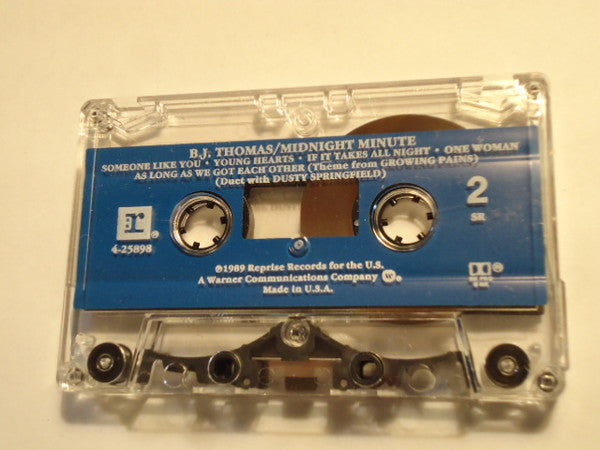 B.J. THOMAS/MIDNIGHT MINUTE
SOMEONE LIKE YOU • YOUNG HEARTS • IF IT TAKES ALL NIGHT • ONE WOMAN
AS LONG AS WE GOT EACH OTHER (Theme from GROWING PAINS)
(Duet with DUSTY SPRINGFIELD)
2
SR
r ®
4-25898
℗1989 Reprise Records for the U.S.
A Warner Communications Company W ®.
Made in U.S.A.